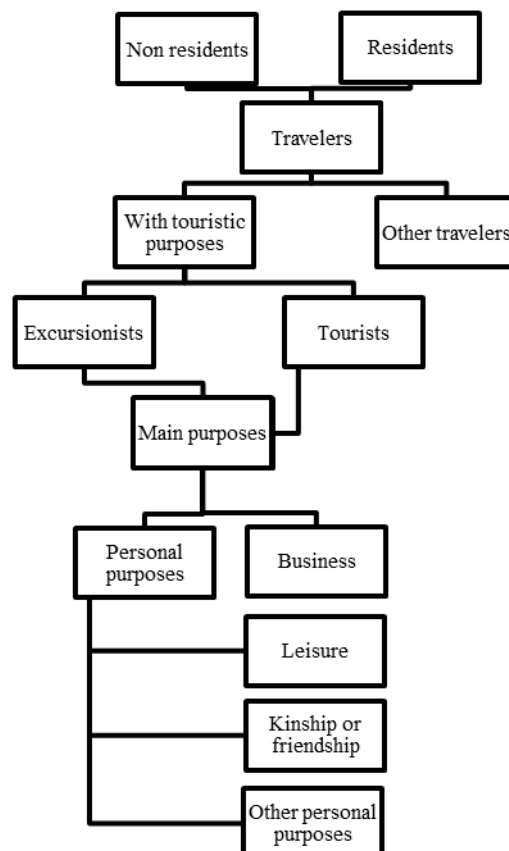 Non residents
Residents
Travelers
With touristic
purposes
Other travelers
Excursionists
Tourists
Main purposes
Personal
purposes
Business
Leisure
Kinship or
friendship
Other personal
purposes